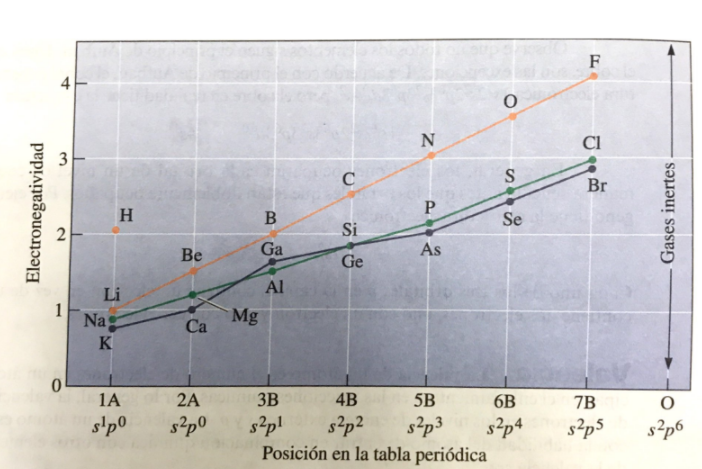 Electronegatividad
4
3
2
1
0
H
Li
Na
K
Be
Ca
Mg
B
Ga
Al
C
Si
Ge
N
P
As
O
S
Se
F
Cl
Br
Gases inertes
1A 2A 3B 4B 5B 6B 7B O
s¹p⁰ s²p⁰ s²p¹ s²p² s²p³ s²p⁴ s²p⁵ s²p⁶
Posición en la tabla periódica